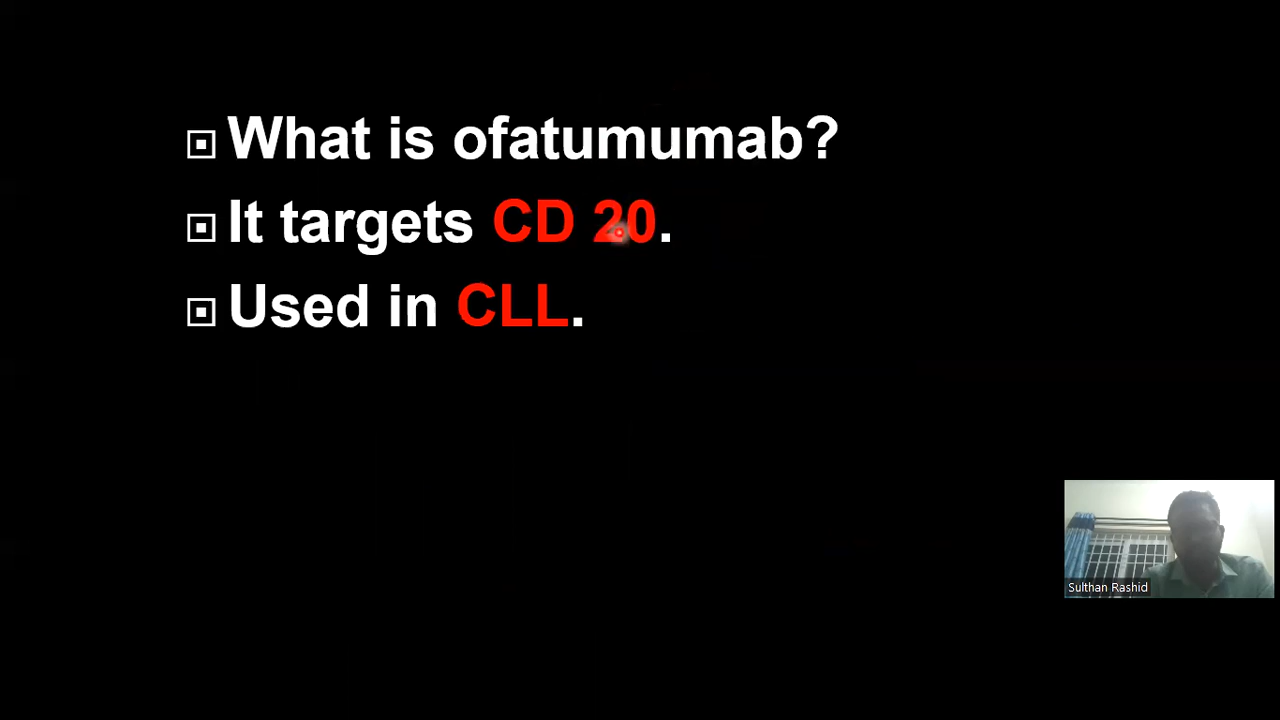 What is ofatumumab?
It targets CD 20.
Used in CLL.
Sulthan Rashid